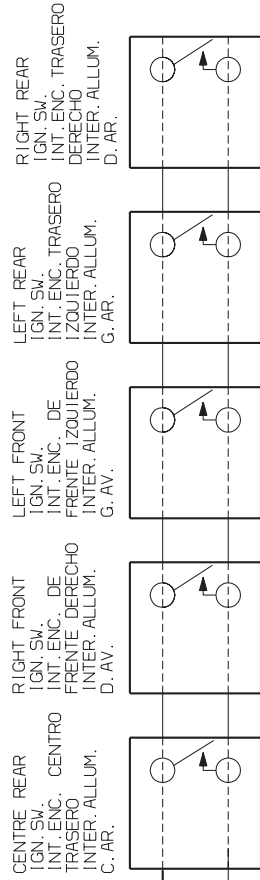 CENTRE REAR
IGN. SW.
INT. ENC. CENTRO
TRASERO
INTER. ALLUM.
C. AR.
RIGHT FRONT
IGN. SW.
INT. ENC. DE
FRENTE DERECHO
INTER. ALLUM.
D. AV.
LEFT FRONT
IGN. SW.
INT. ENC. DE
FRENTE IZQUIERDO
INTER. ALLUM.
G. AV.
LEFT REAR
IGN. SW.
INT. ENC. TRASERO
IZQUIERDO
INTER. ALLUM.
G. AR.
RIGHT REAR
IGN. SW.
INT. ENC. TRASERO
DERECHO
INTER. ALLUM.
D. AR.